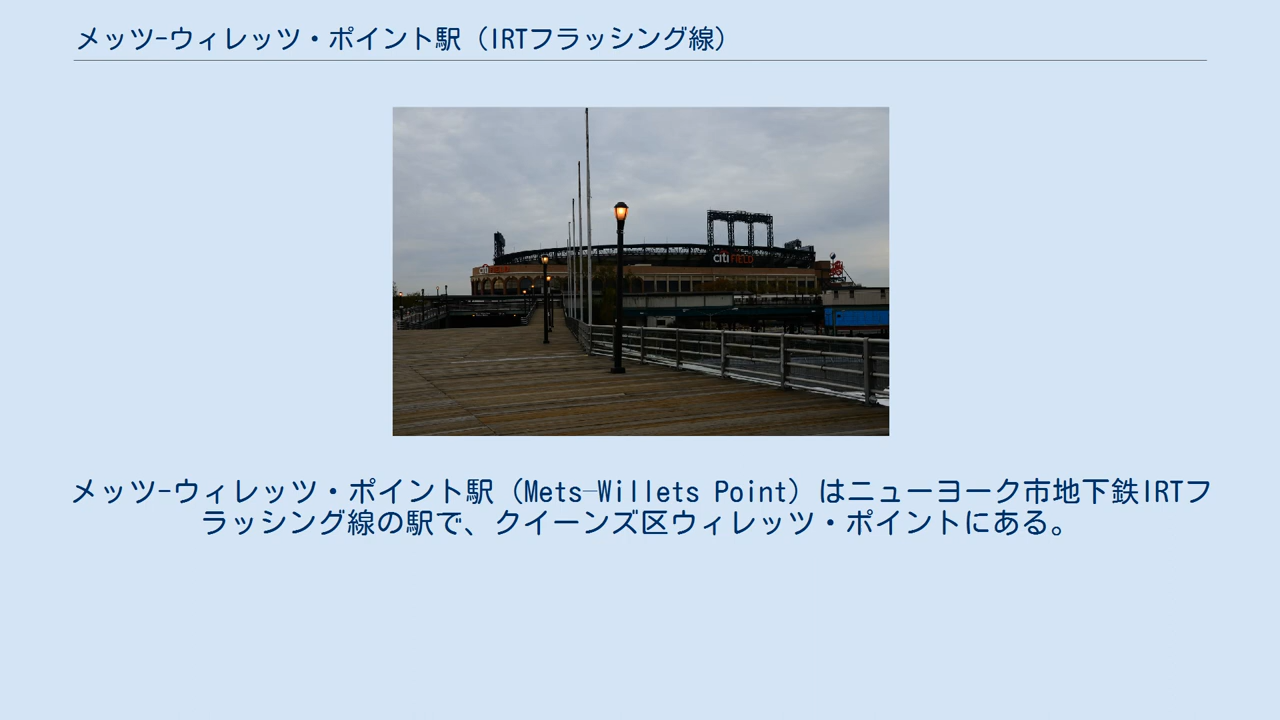 メッツ-ウィレッツ・ポイント駅（IRTフラッシング線）
citi FIELD
citi FIELD
メッツ-ウィレッツ・ポイント駅（Mets–Willets Point）はニューヨーク市地下鉄IRTフ
ラッシング線の駅で、クイーンズ区ウィレッツ・ポイントにある。